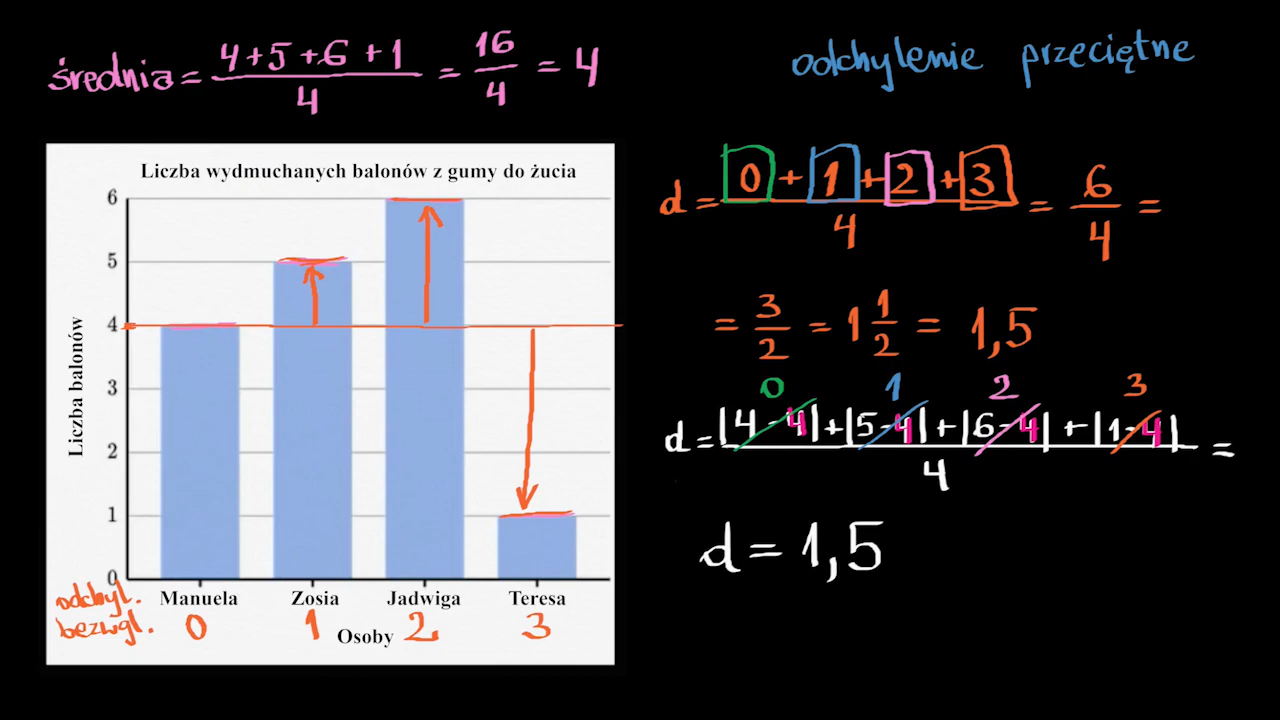 średnia = 4+5+6+1 / 4 = 16 / 4 = 4
odchylenie przeciętne
Liczba wydmuchanych balonów z gumy do żucia
Liczba balonów
6
5
4
3
2
1
0
Manuela Zosia Jadwiga Teresa
odchyl.
bezwgl. 0 1 2 3
Osoby
d = 0 + 1 + 2 + 3 / 4 = 6 / 4 =
= 3 / 2 = 1 1 / 2 = 1,5
0 1 2 3
d = |4-4| + |5-4| + |6-4| + |1-4| / 4 =
d = 1,5